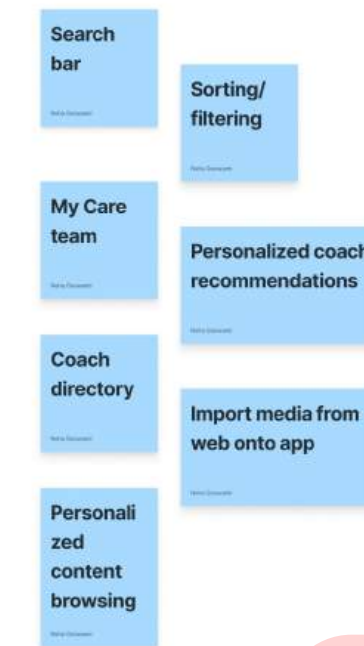 Search
bar
Sorting/
filtering
My Care
team
Personalized coach
recommendations
Coach
directory
Import media from
web onto app
Personali
zed
content
browsing